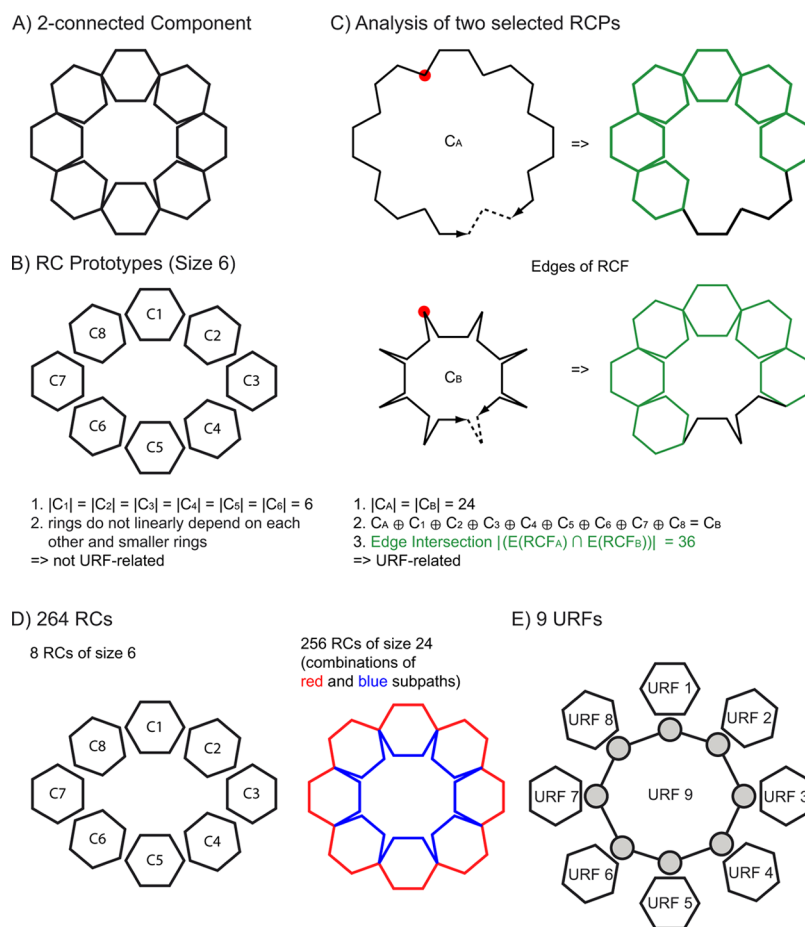 A) 2-connected Component
C) Analysis of two selected RCPs
CA
=>
B) RC Prototypes (Size 6)
Edges of RCF
C1
C8
C2
C7
C3
C6
C4
C5
CB
=>
1. |C1| = |C2| = |C3| = |C4| = |C5| = |C6| = 6
2. rings do not linearly depend on each
other and smaller rings
=> not URF-related
1. |CA| = |CB| = 24
2. CA ⊕ C1 ⊕ C2 ⊕ C3 ⊕ C4 ⊕ C5 ⊕ C6 ⊕ C7 ⊕ C8 = CB
3. Edge Intersection |(E(RCFA) ∩ E(RCFB))| = 36
=> URF-related
D) 264 RCs
8 RCs of size 6
256 RCs of size 24
(combinations of
red and blue subpaths)
E) 9 URFs
C1
C8
C2
C7
C3
C6
C4
C5
URF 1
URF 8
URF 2
URF 7
URF 9
URF 3
URF 6
URF 4
URF 5